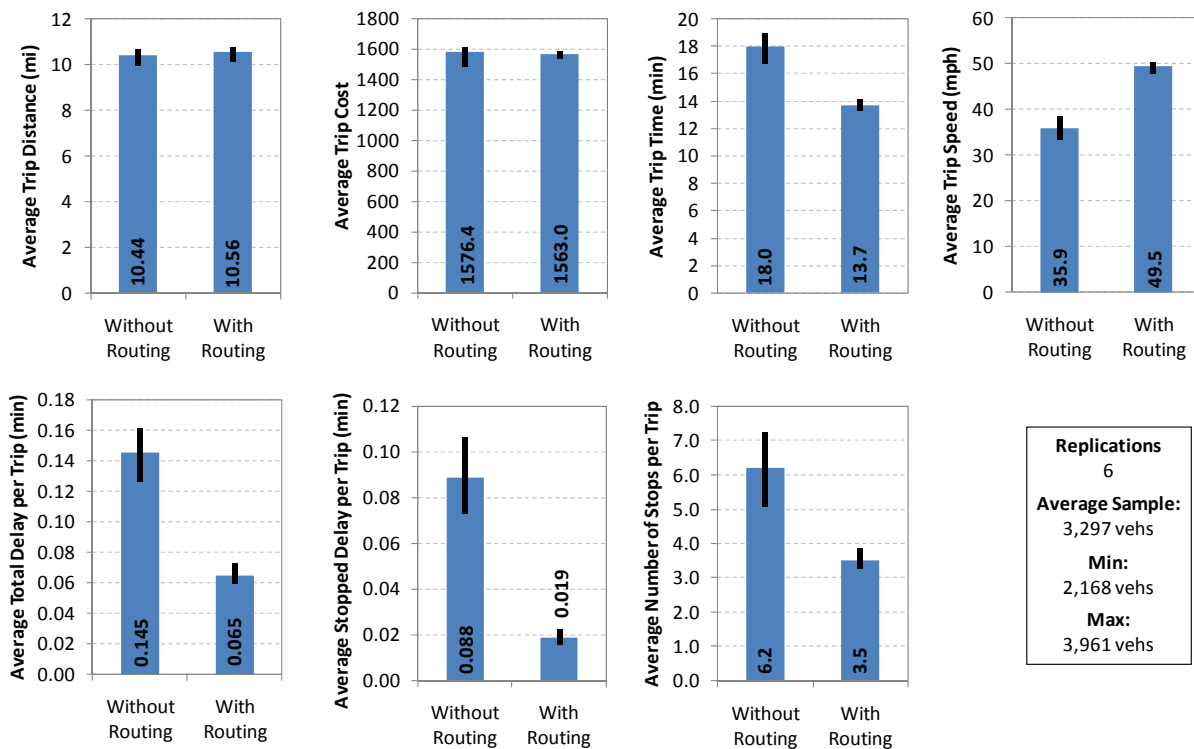 Average Trip Distance (mi)
12
10
8
6
4
2
0
10.44
10.56
Without
Routing
With
Routing
Average Trip Cost
1800
1600
1400
1200
1000
800
600
400
200
0
1576.4
1563.0
Without
Routing
With
Routing
Average Trip Time (min)
20
18
16
14
12
10
8
6
4
2
0
18.0
13.7
Without
Routing
With
Routing
Average Trip Speed (mph)
60
50
40
30
20
10
0
35.9
49.5
Without
Routing
With
Routing
Average Total Delay per Trip (min)
0.18
0.16
0.14
0.12
0.10
0.08
0.06
0.04
0.02
0.00
0.145
0.065
Without
Routing
With
Routing
Average Stopped Delay per Trip (min)
0.12
0.10
0.08
0.06
0.04
0.02
0.00
0.088
0.019
Without
Routing
With
Routing
Average Number of Stops per Trip
8.0
7.0
6.0
5.0
4.0
3.0
2.0
1.0
0.0
6.2
3.5
Without
Routing
With
Routing
Replications
6
Average Sample:
3,297 vehs
Min:
2,168 vehs
Max:
3,961 vehs